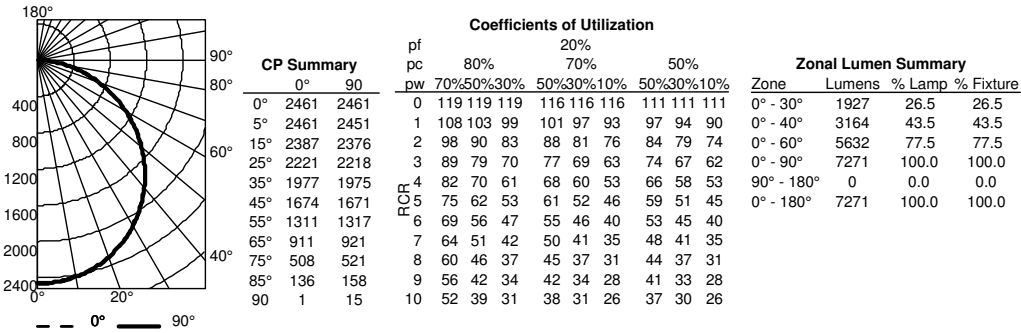 180°
90°
80°
60°
40°
400
800
1200
1600
2000
2400
0° 20°
0° 90°
CP Summary
0° 90
0° 2461 2461
5° 2461 2451
15° 2387 2376
25° 2221 2218
35° 1977 1975
45° 1674 1671
55° 1311 1317
65° 911 921
75° 508 521
85° 136 158
90 1 15
Coefficients of Utilization
pf 20%
pc 80% 70% 50%
pw 70%50%30% 50%30%10% 50%30%10%
RCR
0 119 119 119 116 116 116 111 111 111
1 108 103 99 101 97 93 97 94 90
2 98 90 83 88 81 76 84 79 74
3 89 79 70 77 69 63 74 67 62
4 82 70 61 68 60 53 66 58 53
5 75 62 53 61 52 46 59 51 45
6 69 56 47 55 46 40 53 45 40
7 64 51 42 50 41 35 48 41 35
8 60 46 37 45 37 31 44 37 31
9 56 42 34 42 34 28 41 33 28
10 52 39 31 38 31 26 37 30 26
Zonal Lumen Summary
Zone Lumens % Lamp % Fixture
0° - 30° 1927 26.5 26.5
0° - 40° 3164 43.5 43.5
0° - 60° 5632 77.5 77.5
0° - 90° 7271 100.0 100.0
90° - 180° 0 0.0 0.0
0° - 180° 7271 100.0 100.0